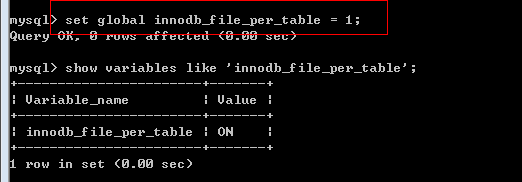 mysql> set global innodb_file_per_table = 1;
Query OK, 0 rows affected (0.00 sec)
mysql> show variables like 'innodb_file_per_table';
+-----------------------+-------+
| Variable_name         | Value |
+-----------------------+-------+
| innodb_file_per_table | ON    |
+-----------------------+-------+
1 row in set (0.00 sec)